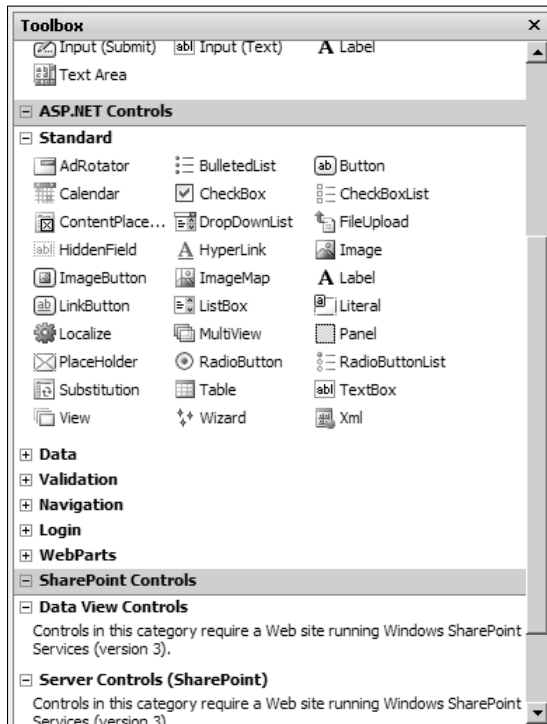 Toolbox
Input (Submit) Input (Text) Label
Text Area
ASP.NET Controls
Standard
AdRotator BulletedList Button
Calendar CheckBox CheckBoxList
ContentPlace... DropDownList FileUpload
HiddenField HyperLink Image
ImageButton ImageMap Label
LinkButton ListBox Literal
Localize MultiView Panel
PlaceHolder RadioButton RadioButtonList
Substitution Table TextBox
View Wizard Xml
Data
Validation
Navigation
Login
WebParts
SharePoint Controls
Data View Controls
Controls in this category require a Web site running Windows SharePoint
Services (version 3).
Server Controls (SharePoint)
Controls in this category require a Web site running Windows SharePoint
Services (version 3)